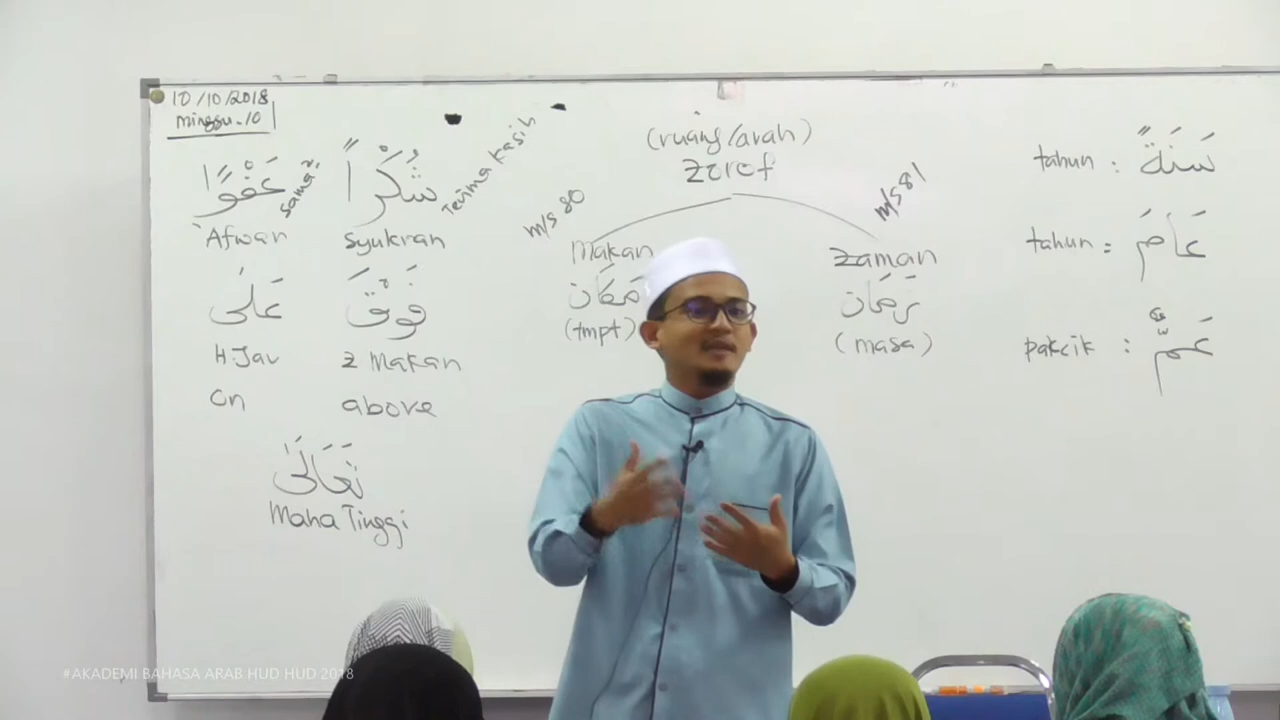 10/10/2018
minggu-10
عَفْوًا
sama²
'Afwan
شُكْرًا
Terima kasih
syukran
عَلَى
فَوْقَ
H.Jar
z Makan
on
above
تَعَالَى
Maha Tinggi
(ruang/arah)
zorof
m/s 80
m/s 81
Makan
مَكَان
(tmpt)
zaman
زَمَان
(masa)
tahun : سَنَةً
tahun : عَامَ
pakcik : عَمٌّ
#AKADEMI BAHASA ARAB HUD HUD 2018